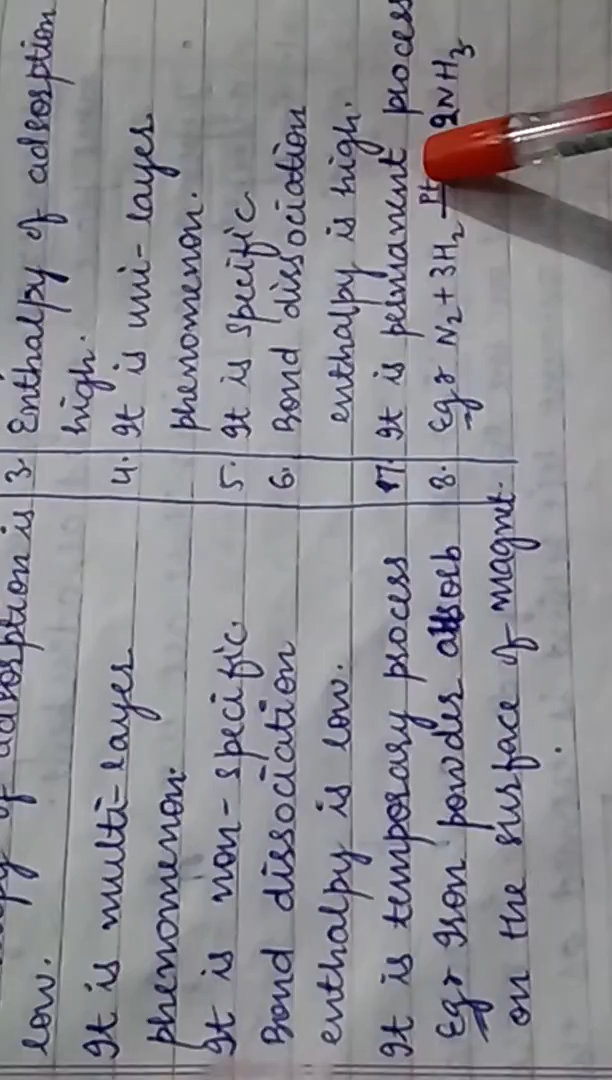 of adsorption is
low.
It is multi-layer
phenomenon.
It is non-specific.
Bond dissociation
enthalpy is low.
It is temporary process
Eg→ Iron powder adsorb
on the surface of magnet.
3. Enthalpy of adsorption
high.
4. It is uni-layer
phenomenon.
5. It is specific
6. Bond dissociation
enthalpy is high.
7. It is permanent process
8. Eg→ N2 + 3H2 Pt 2NH3